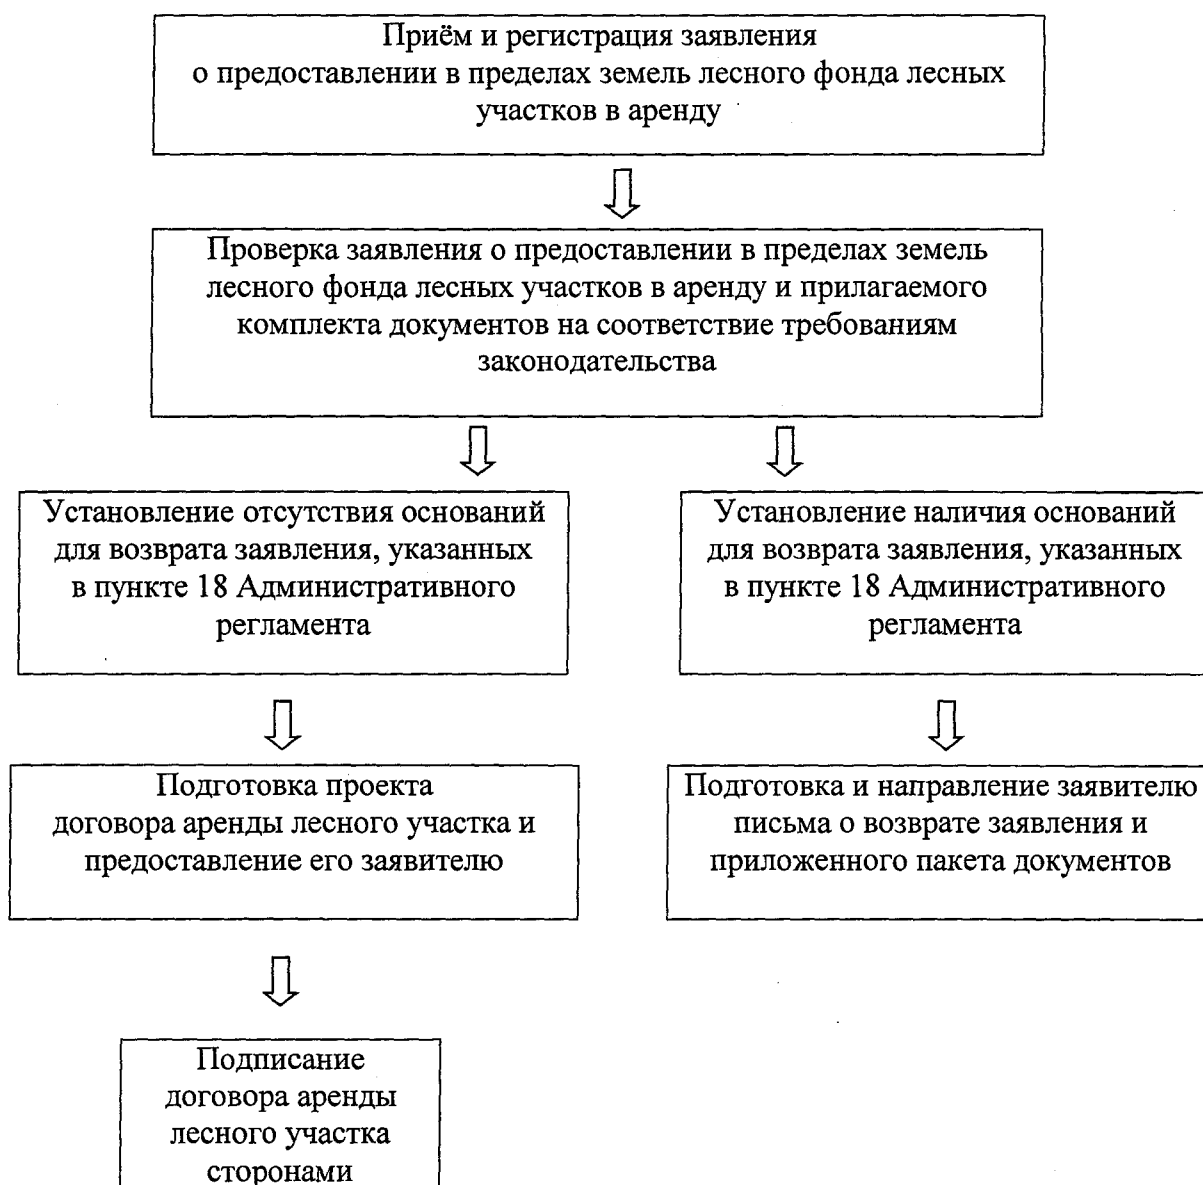 Приём и регистрация заявления
о предоставлении в пределах земель лесного фонда лесных
участков в аренду
Проверка заявления о предоставлении в пределах земель
лесного фонда лесных участков в аренду и прилагаемого
комплекта документов на соответствие требованиям
законодательства
Установление отсутствия оснований
для возврата заявления, указанных
в пункте 18 Административного
регламента
Установление наличия оснований
для возврата заявления, указанных
в пункте 18 Административного
регламента
Подготовка проекта
договора аренды лесного участка и
предоставление его заявителю
Подготовка и направление заявителю
письма о возврате заявления и
приложенного пакета документов
Подписание
договора аренды
лесного участка
сторонами